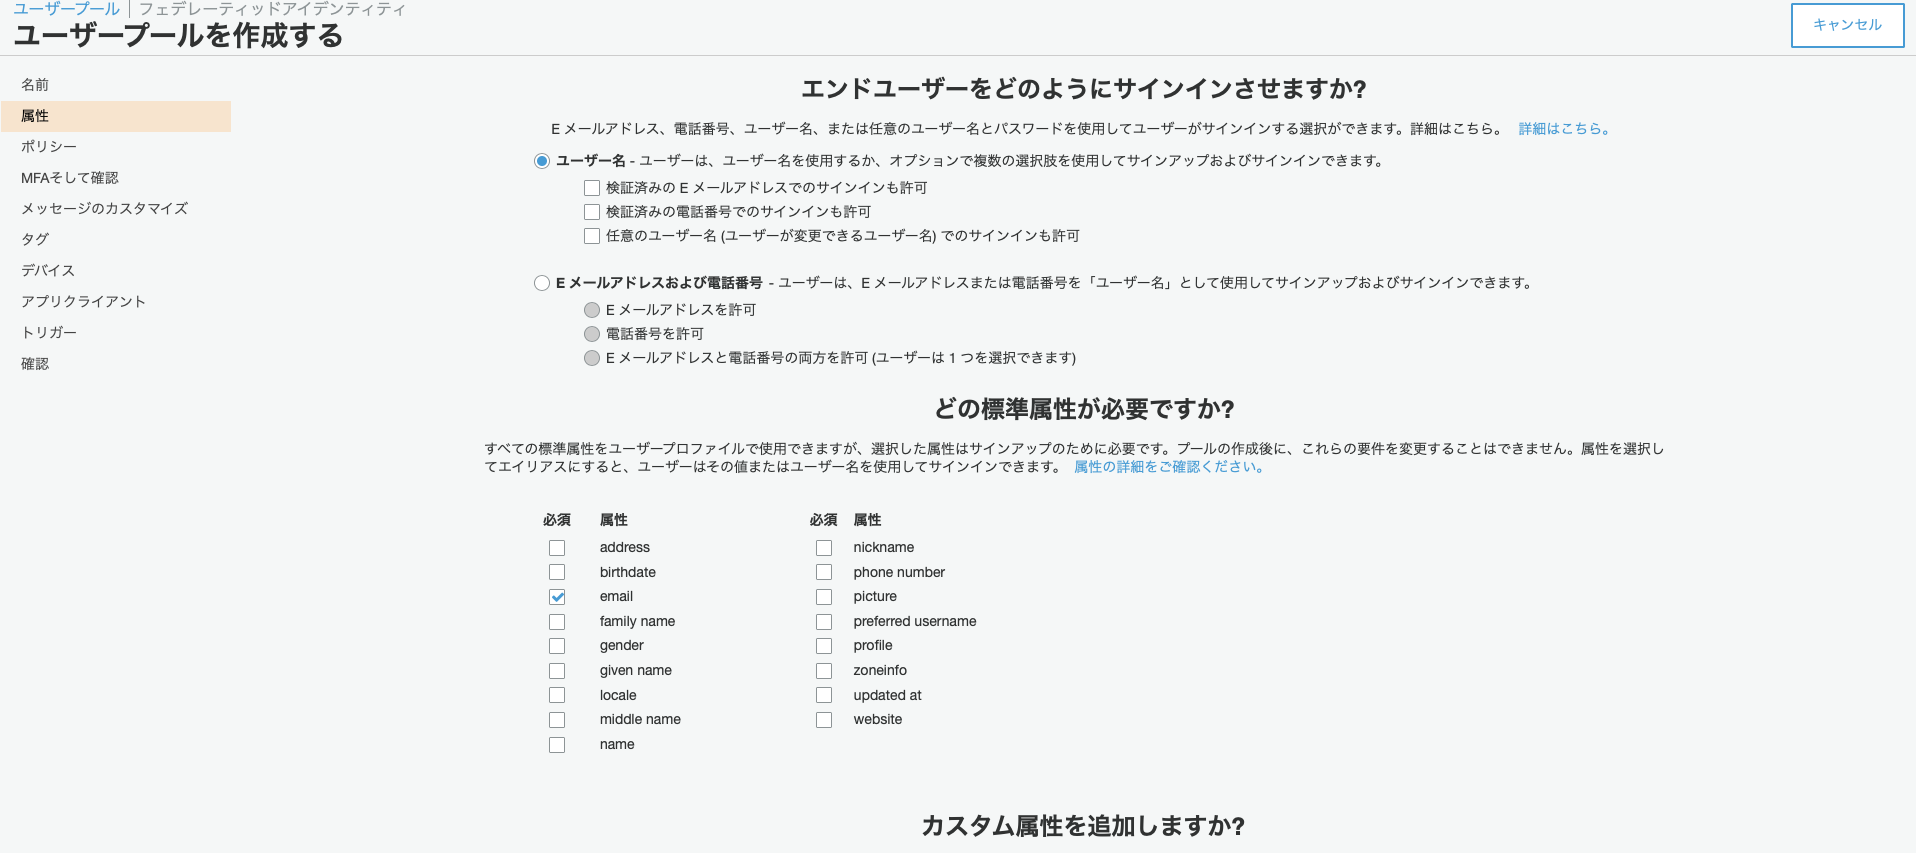 ユーザープール | フェデレーティッドアイデンティティ
ユーザープールを作成する
キャンセル
名前
属性
ポリシー
MFAそして確認
メッセージのカスタマイズ
タグ
デバイス
アプリクライアント
トリガー
確認
エンドユーザーをどのようにサインインさせますか?
E メールアドレス、電話番号、ユーザー名、または任意のユーザー名とパスワードを使用してユーザーがサインインする選択ができます。詳細はこちら。 詳細はこちら。
ユーザー名 - ユーザーは、ユーザー名を使用するか、オプションで複数の選択肢を使用してサインアップおよびサインインできます。
検証済みの E メールアドレスでのサインインも許可
検証済みの電話番号でのサインインも許可
任意のユーザー名 (ユーザーが変更できるユーザー名) でのサインインも許可
E メールアドレスおよび電話番号 - ユーザーは、E メールアドレスまたは電話番号を「ユーザー名」として使用してサインアップおよびサインインできます。
E メールアドレスを許可
電話番号を許可
E メールアドレスと電話番号の両方を許可 (ユーザーは 1 つを選択できます)
どの標準属性が必要ですか?
すべての標準属性をユーザープロファイルで使用できますが、選択した属性はサインアップのために必要です。プールの作成後に、これらの要件を変更することはできません。属性を選択し
てエイリアスにすると、ユーザーはその値またはユーザー名を使用してサインインできます。 属性の詳細をご確認ください。
必須 属性 必須 属性
address nickname
birthdate phone number
email picture
family name preferred username
gender profile
given name zoneinfo
locale updated at
middle name website
name
カスタム属性を追加しますか?